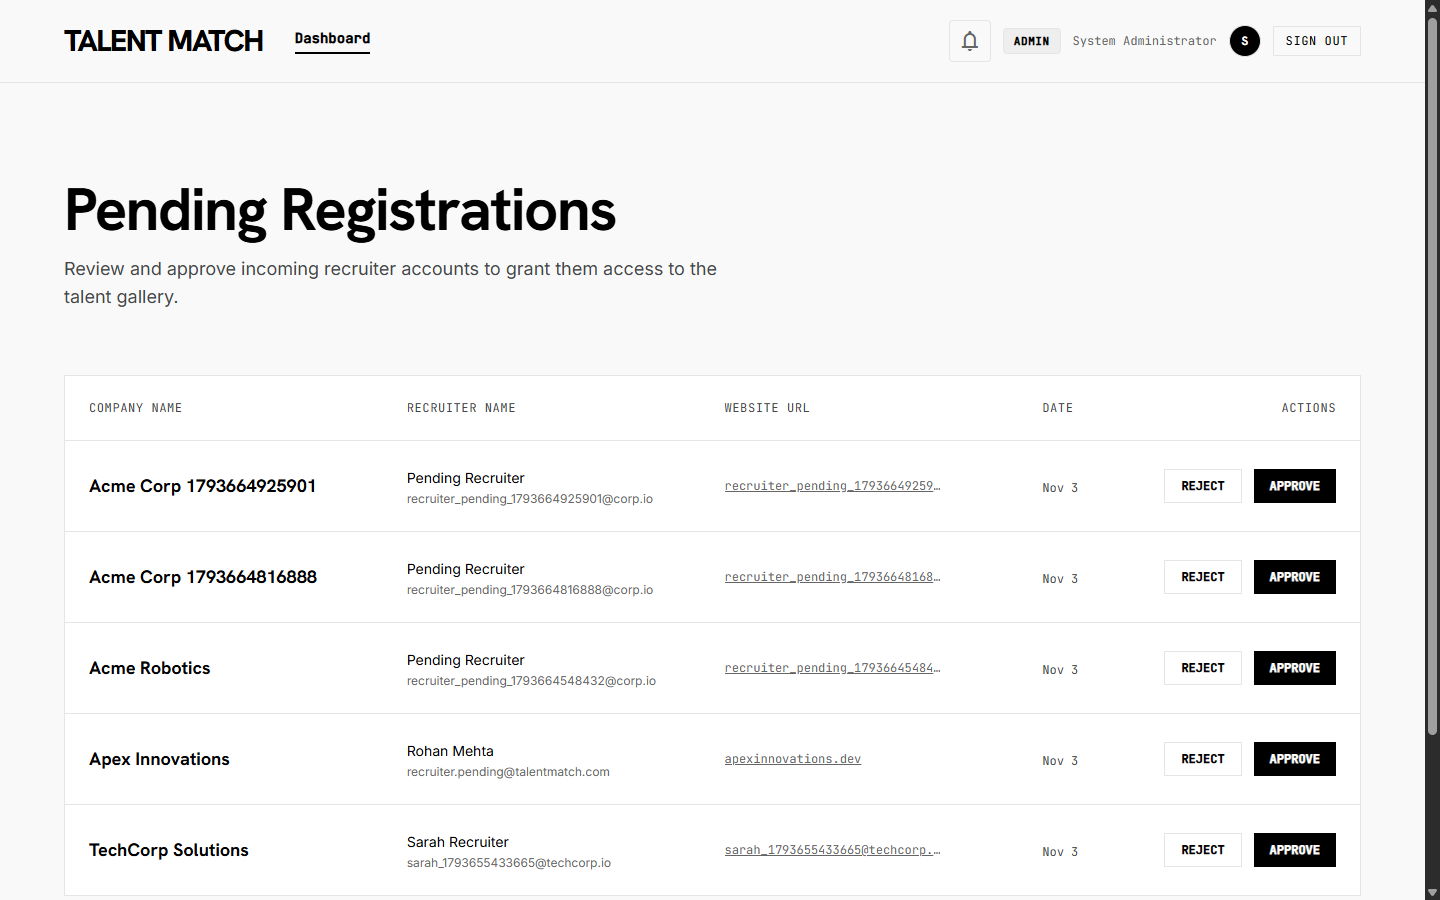 TALENT MATCH
Dashboard
ADMIN
System Administrator
S
SIGN OUT
Pending Registrations
Review and approve incoming recruiter accounts to grant them access to the
talent gallery.
COMPANY NAME RECRUITER NAME WEBSITE URL DATE ACTIONS
Acme Corp 1793664925901
Pending Recruiter
recruiter_pending_1793664925901@corp.io
recruiter_pending_17936649259…
Nov 3
REJECT
APPROVE
Acme Corp 1793664816888
Pending Recruiter
recruiter_pending_1793664816888@corp.io
recruiter_pending_17936648168…
Nov 3
REJECT
APPROVE
Acme Robotics
Pending Recruiter
recruiter_pending_1793664548432@corp.io
recruiter_pending_17936645484…
Nov 3
REJECT
APPROVE
Apex Innovations
Rohan Mehta
recruiter.pending@talentmatch.com
apexinnovations.dev
Nov 3
REJECT
APPROVE
TechCorp Solutions
Sarah Recruiter
sarah_1793655433665@techcorp.io
sarah_1793655433665@techcorp.…
Nov 3
REJECT
APPROVE